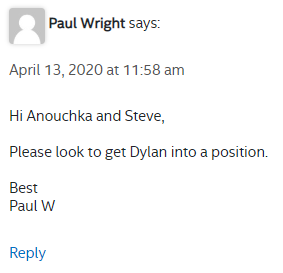 Paul Wright says:
April 13, 2020 at 11:58 am
Hi Anouchka and Steve,
Please look to get Dylan into a position.
Best
Paul W
Reply